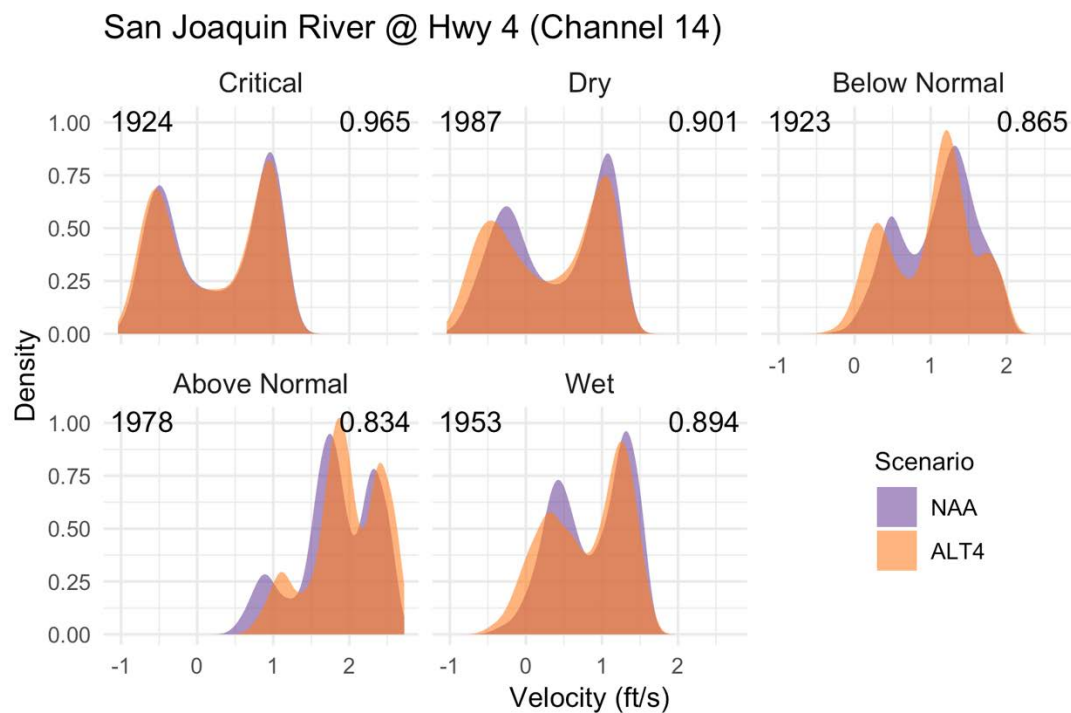 San Joaquin River @ Hwy 4 (Channel 14)
Critical
Dry
Below Normal
1924
0.965
1987
0.901
1923
0.865
1.00
0.75
0.50
0.25
0.00
-1
0
1
2
Density
Above Normal
Wet
1978
0.834
1953
0.894
1.00
0.75
0.50
0.25
0.00
-1
0
1
2
-1
0
1
2
Velocity (ft/s)
Scenario
NAA
ALT4